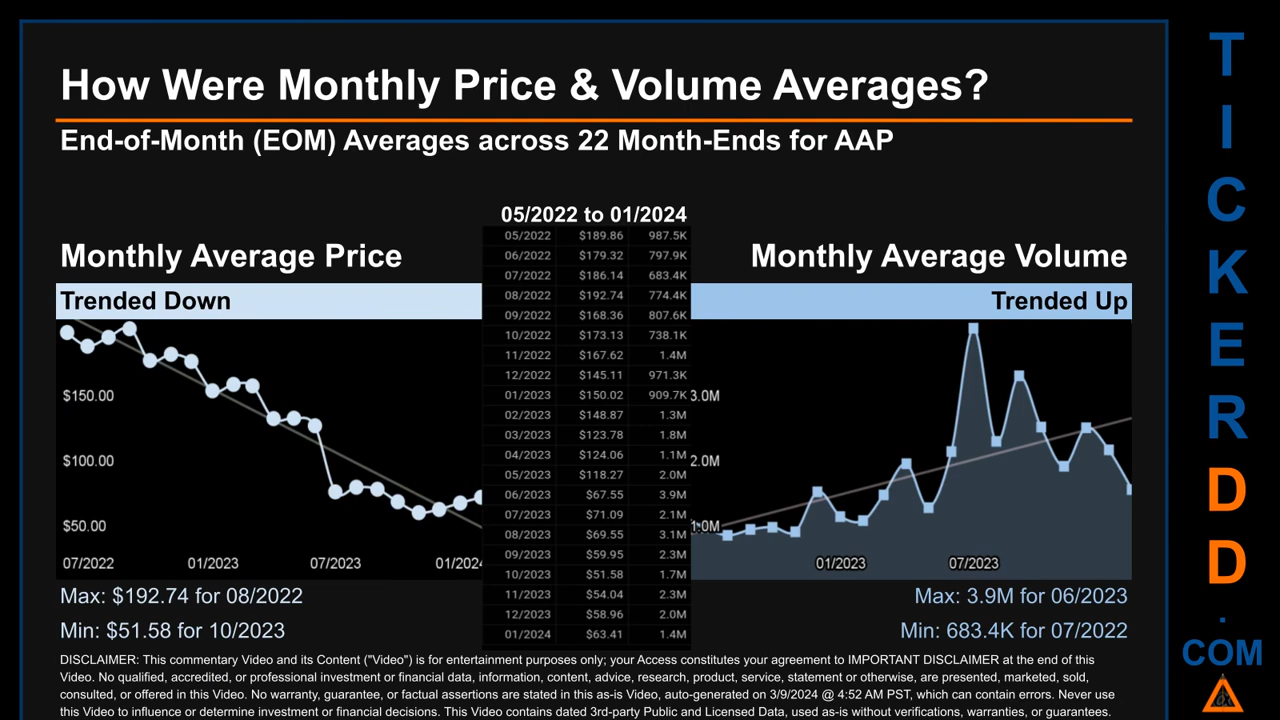 How Were Monthly Price & Volume Averages?
End-of-Month (EOM) Averages across 22 Month-Ends for AAP
05/2022 to 01/2024
Monthly Average Price
Trended Down
$150.00
$100.00
$50.00
07/2022 01/2023 07/2023 01/2024
Max: $192.74 for 08/2022
Min: $51.58 for 10/2023
05/2022 $189.86 987.5K
06/2022 $179.32 797.9K
07/2022 $186.14 683.4K
08/2022 $192.74 774.4K
09/2022 $168.36 807.6K
10/2022 $173.13 738.1K
11/2022 $167.62 1.4M
12/2022 $145.11 971.3K
01/2023 $150.02 909.7K
02/2023 $148.87 1.3M
03/2023 $123.78 1.8M
04/2023 $124.06 1.1M
05/2023 $118.27 2.0M
06/2023 $67.55 3.9M
07/2023 $71.09 2.1M
08/2023 $69.55 3.1M
09/2023 $59.95 2.3M
10/2023 $51.58 1.7M
11/2023 $54.04 2.3M
12/2023 $58.96 2.0M
01/2024 $63.41 1.4M
Monthly Average Volume
Trended Up
3.0M
2.0M
1.0M
01/2023 07/2023
Max: 3.9M for 06/2023
Min: 683.4K for 07/2022
DISCLAIMER: This commentary Video and its Content ("Video") is for entertainment purposes only; your Access constitutes your agreement to IMPORTANT DISCLAIMER at the end of this
Video. No qualified, accredited, or professional investment or financial data, information, content, advice, research, product, service, statement or otherwise, are presented, marketed, sold,
consulted, or offered in this Video. No warranty, guarantee, or factual assertions are stated in this as-is Video, auto-generated on 3/9/2024 @ 4:52 AM PST, which can contain errors. Never use
this Video to influence or determine investment or financial decisions. This Video contains dated 3rd-party Public and Licensed Data, used as-is without verifications, warranties, or guarantees.
T
I
C
K
E
R
D
D
.
COM